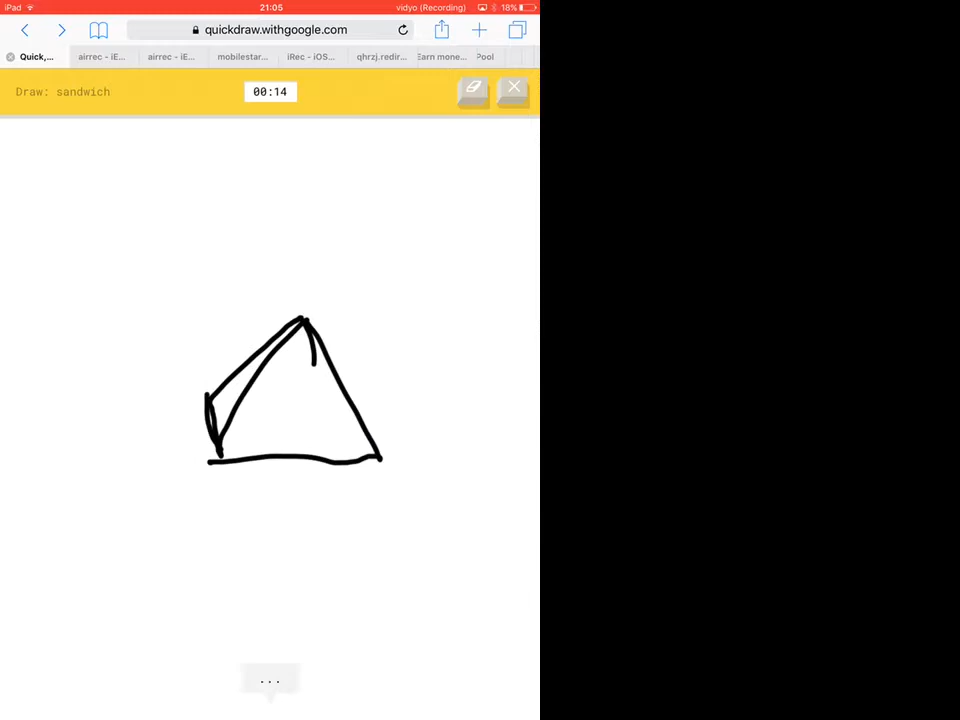 iPad 21:05 vidyo (Recording) 18%
quickdraw.withgoogle.com
Quick,... airrec - iE... airrec - iE... mobilestar... iRec - iOS... qhrzj.redir... Earn mone... Pool
Draw: sandwich 00:14
...